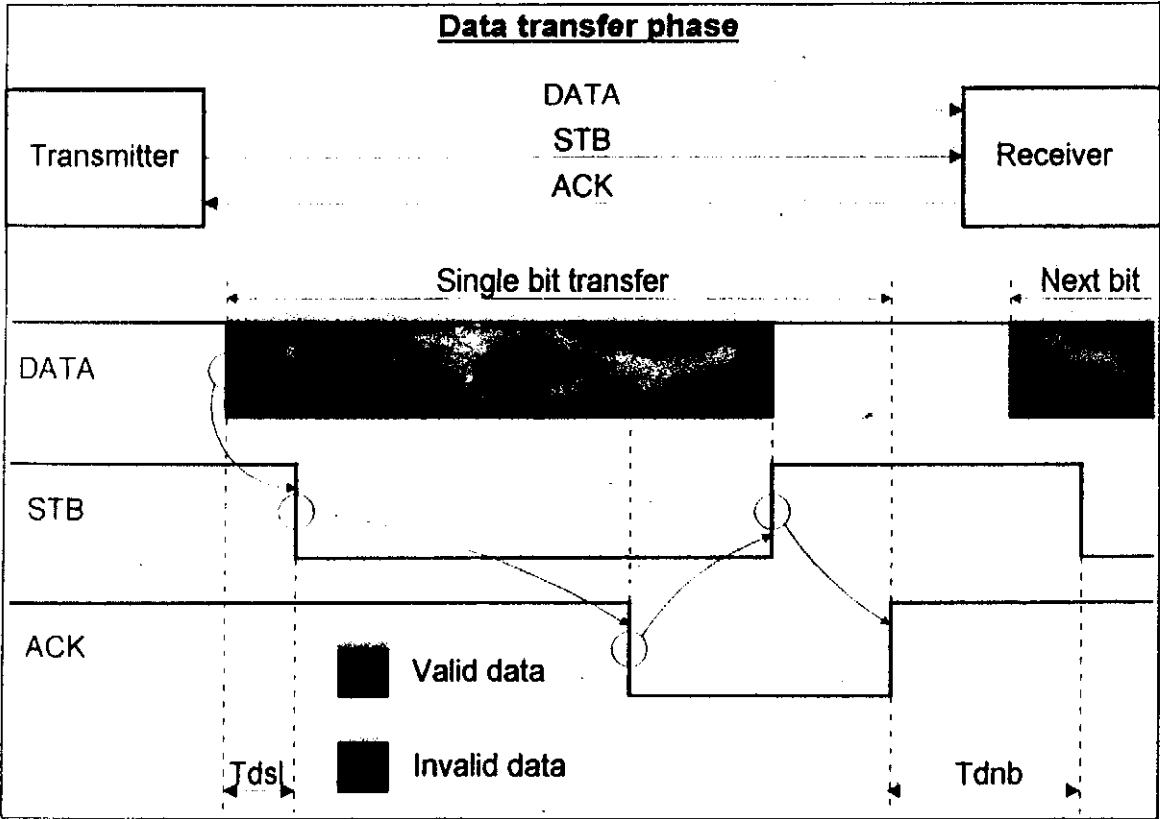 Data transfer phase
DATA
Transmitter
STB
Receiver
ACK
Single bit transfer
Next bit
DATA
STB
ACK
Valid data
Invalid data
Tdsl
Tdnb